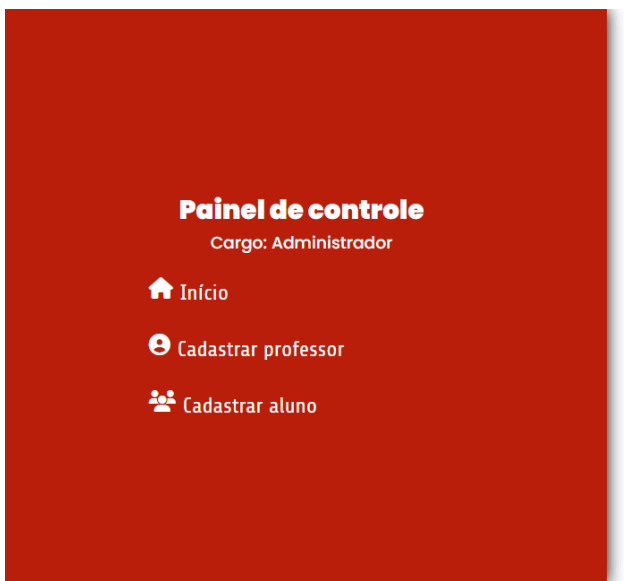 Painel de controle
Cargo: Administrador
Início
Cadastrar professor
Cadastrar aluno